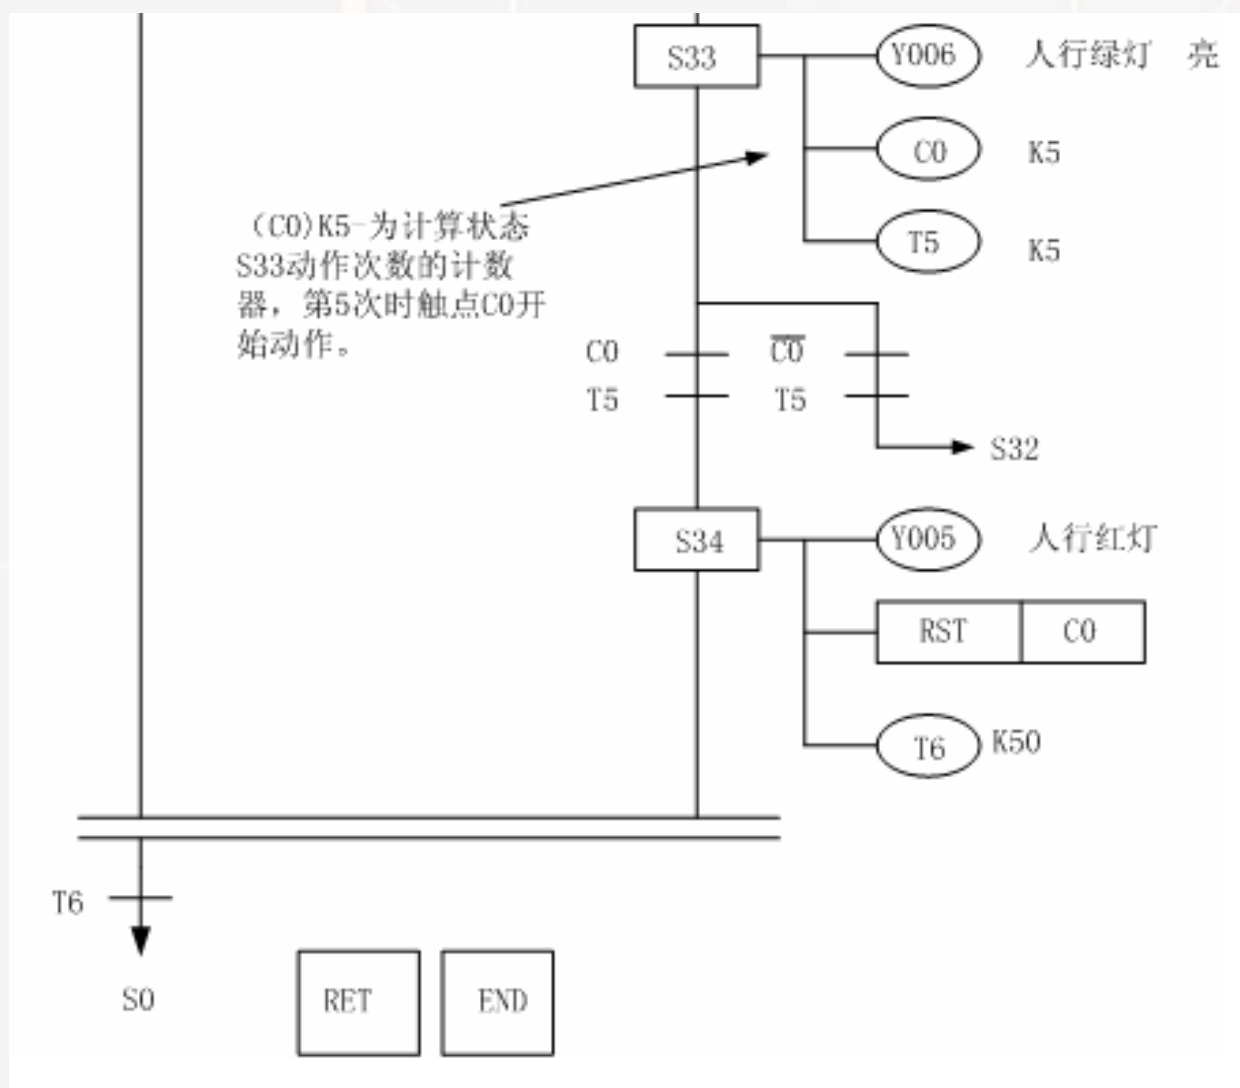 S33 Y006 人行绿灯 亮
C0 K5
T5 K5
（C0)K5-为计算状态
S33动作次数的计数
器，第5次时触点C0开
始动作。
C0 C̅0̅
T5 T5
S32
S34 Y005 人行红灯
RST C0
T6 K50
T6
S0 RET END